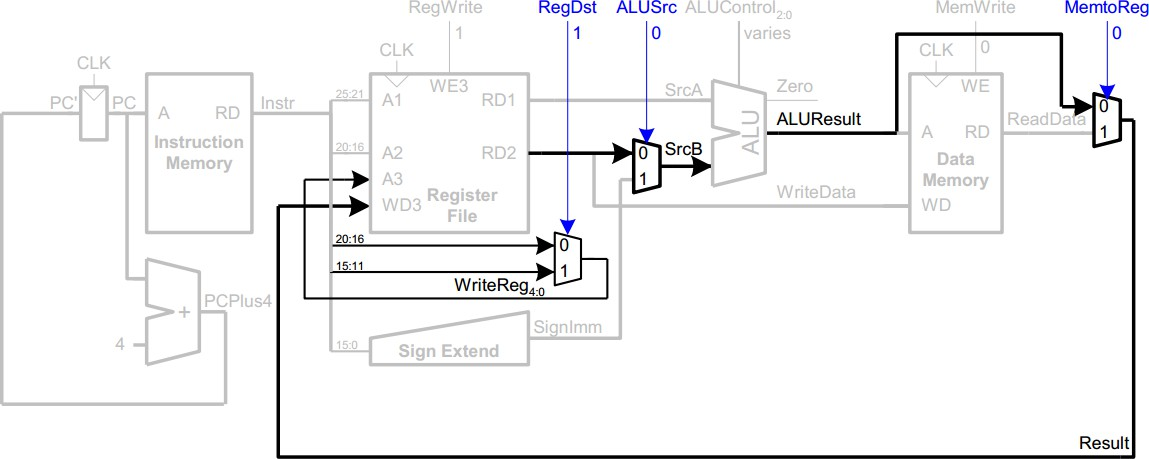 RegWrite RegDst ALUSrc ALUControl2:0 MemWrite MemtoReg
1 1 0 varies 0 0
CLK CLK CLK
PC' PC A RD Instr
Instruction
Memory
25:21 A1 WE3 RD1 SrcA Zero
20:16 A2 RD2 0 SrcB ALU ALUResult A WE RD ReadData 0
A3 1 1
WD3 Register
File
WriteData WD Data
Memory
20:16 0
15:11 1
WriteReg4:0
+ PCPlus4
4
SignImm
15:0 Sign Extend
Result